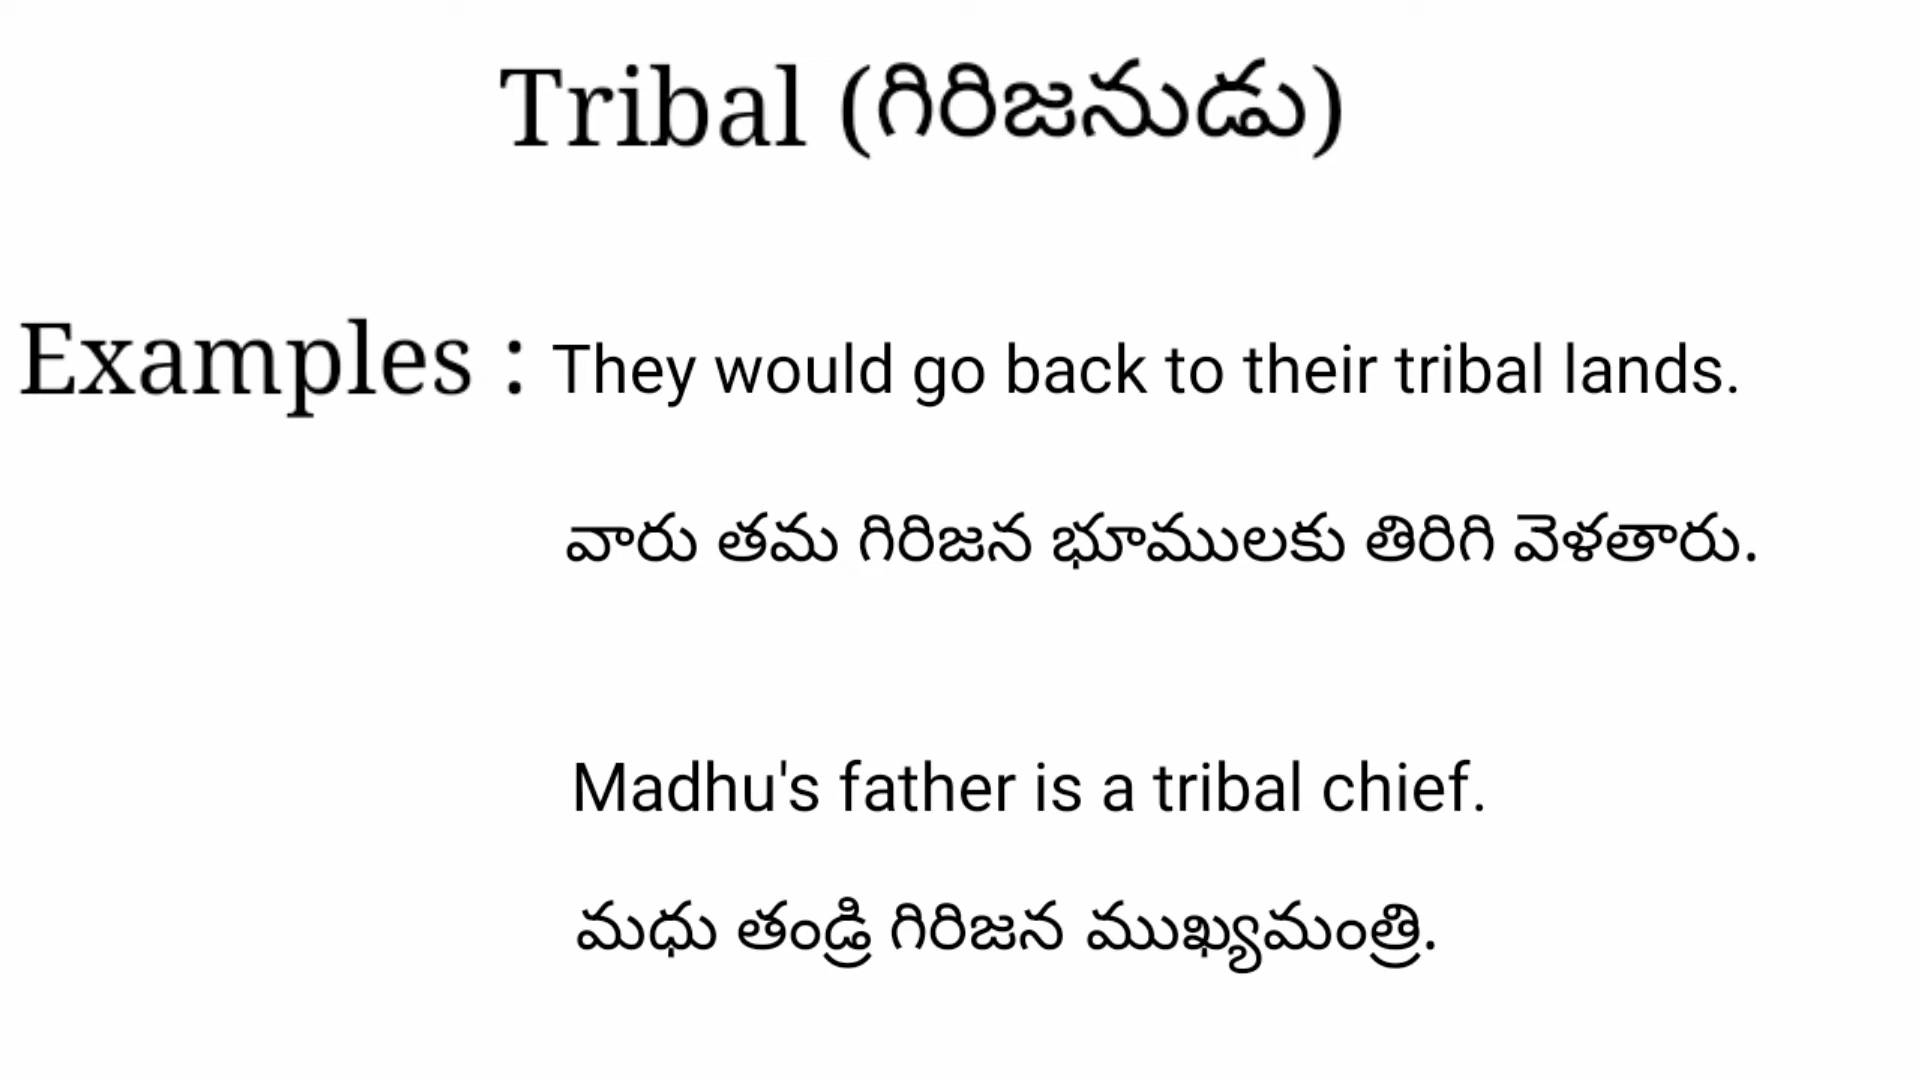 Tribal (గిరిజనుడు)
Examples : They would go back to their tribal lands.
వారు తమ గిరిజన భూములకు తిరిగి వెళతారు.
Madhu's father is a tribal chief.
మధు తండ్రి గిరిజన ముఖ్యమంత్రి.